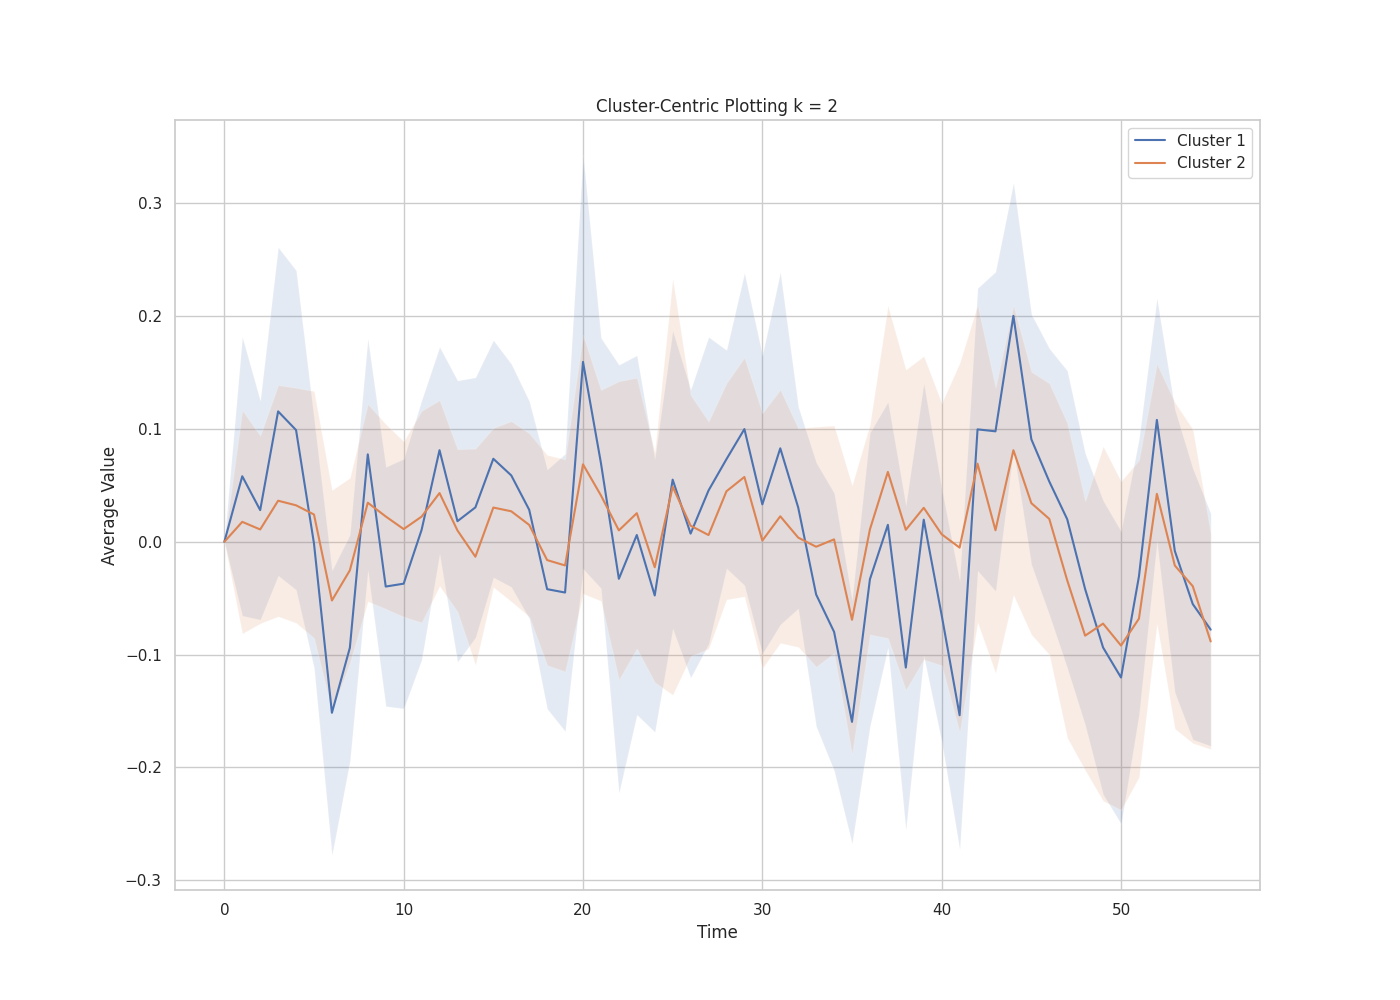 Cluster-Centric Plotting k = 2
Cluster 1
Cluster 2
Average Value
0.3
0.2
0.1
0.0
−0.1
−0.2
−0.3
0 10 20 30 40 50
Time